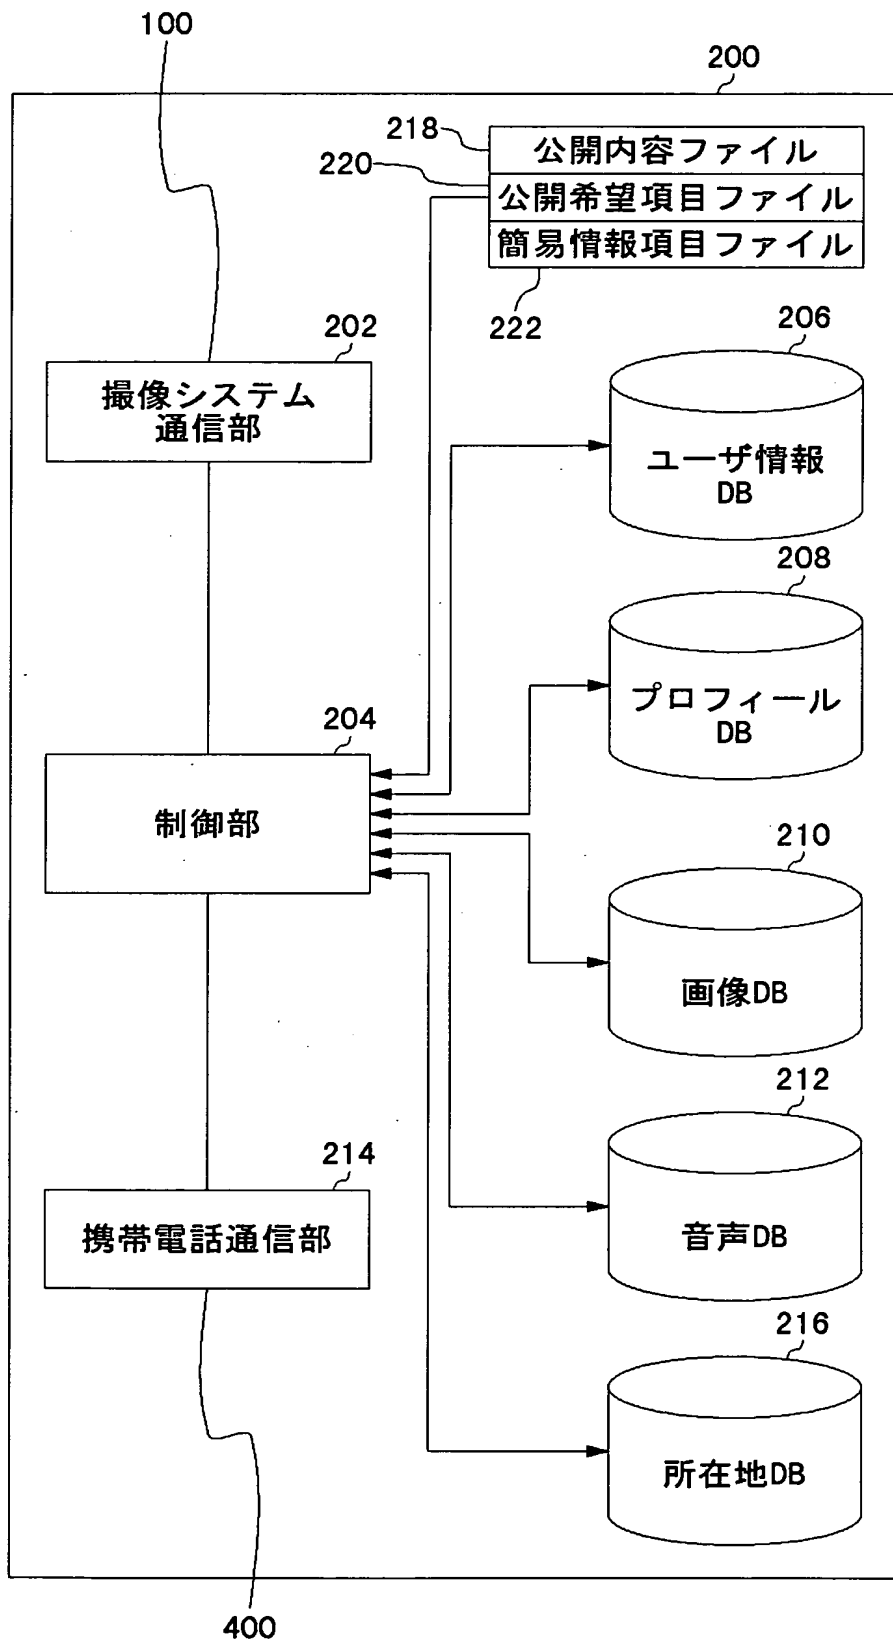 100
200
218
公開内容ファイル
220
公開希望項目ファイル
簡易情報項目ファイル
222
202
撮像システム
通信部
206
ユーザ情報
DB
208
プロフィール
DB
204
制御部
210
画像DB
212
音声DB
214
携帯電話通信部
216
所在地DB
400